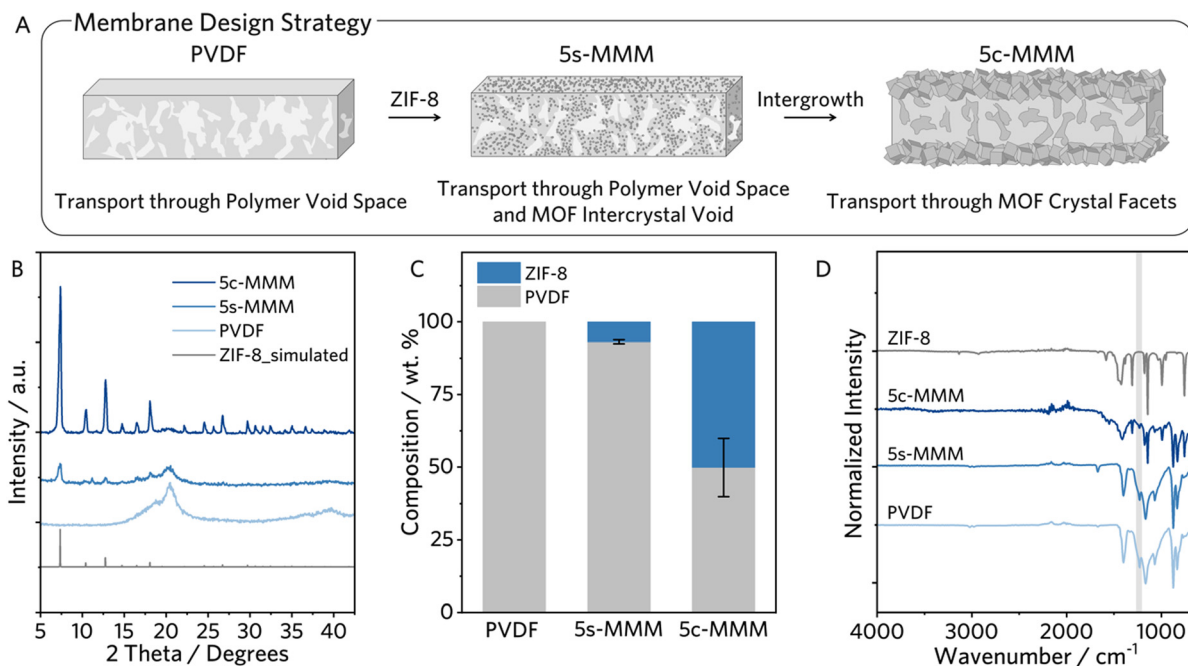 A
Membrane Design Strategy
PVDF
5s-MMM
5c-MMM
ZIF-8
Intergrowth
Transport through Polymer Void Space
Transport through Polymer Void Space
and MOF Intercrystal Void
Transport through MOF Crystal Facets
B
5c-MMM
5s-MMM
PVDF
ZIF-8_simulated
Intensity / a.u.
5 10 15 20 25 30 35 40
2 Theta / Degrees
C
ZIF-8
PVDF
Composition / wt. %
100
75
50
25
0
PVDF 5s-MMM 5c-MMM
D
ZIF-8
5c-MMM
5s-MMM
PVDF
Normalized Intensity
4000 3000 2000 1000
Wavenumber / cm⁻¹